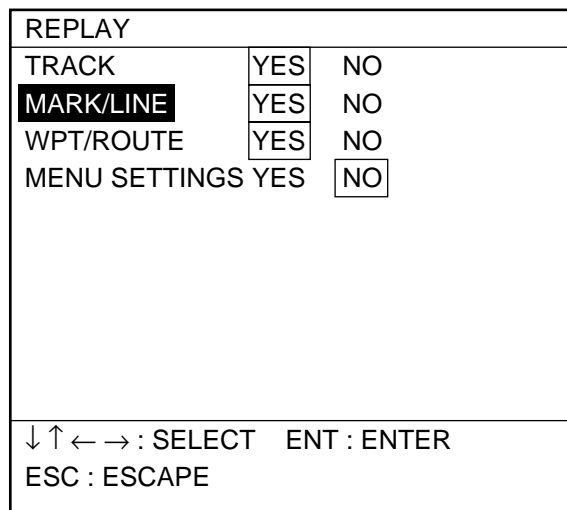 REPLAY
TRACK YES NO
MARK/LINE YES NO
WPT/ROUTE YES NO
MENU SETTINGS YES NO
↓ ↑ ← → : SELECT ENT : ENTER
ESC : ESCAPE